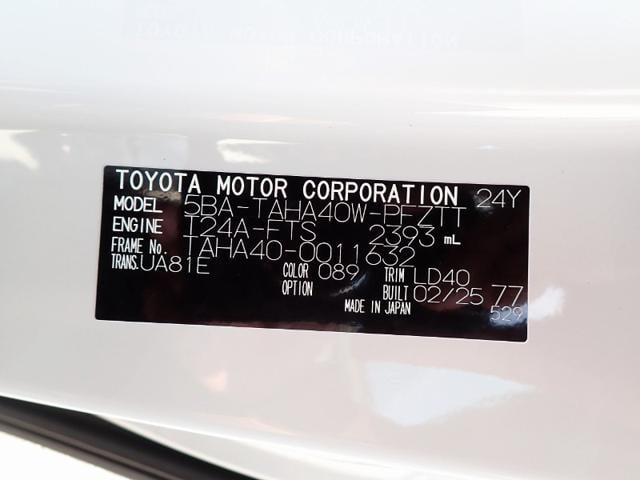 TOYOTA MOTOR CORPORATION 24Y
MODEL 5BA-TAHA40W-PFZTT
ENGINE T24A-FTS 2393 mL
FRAME No. TAHA40-0011632
TRANS. UA81E COLOR 089 TRIM LD40
OPTION BUILT 02/25 77
MADE IN JAPAN 529